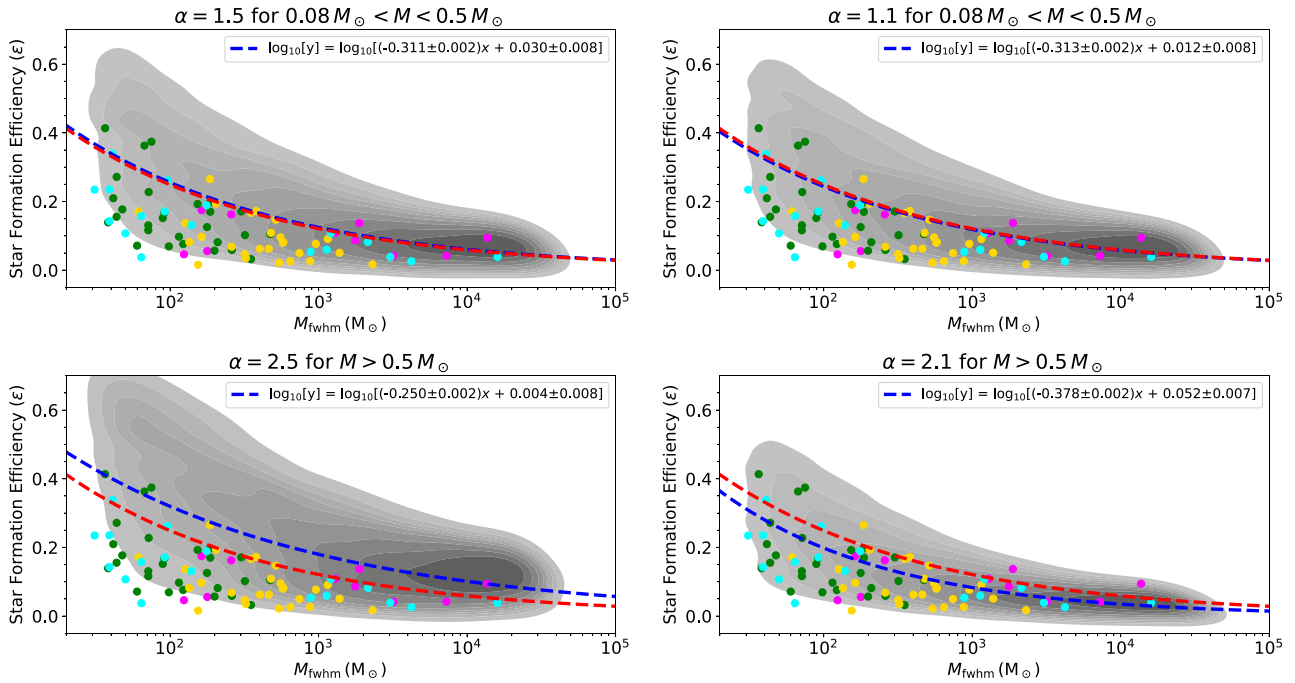 α = 1.5 for 0.08 M⊙ < M < 0.5 M⊙
log₁₀[y] = log₁₀[(-0.311±0.002)x + 0.030±0.008]
Star Formation Efficiency (ε)
0.6
0.4
0.2
0.0
10² 10³ 10⁴ 10⁵
M_fwhm (M⊙)
α = 1.1 for 0.08 M⊙ < M < 0.5 M⊙
log₁₀[y] = log₁₀[(-0.313±0.002)x + 0.012±0.008]
Star Formation Efficiency (ε)
0.6
0.4
0.2
0.0
10² 10³ 10⁴ 10⁵
M_fwhm (M⊙)
α = 2.5 for M > 0.5 M⊙
log₁₀[y] = log₁₀[(-0.250±0.002)x + 0.004±0.008]
Star Formation Efficiency (ε)
0.6
0.4
0.2
0.0
10² 10³ 10⁴ 10⁵
M_fwhm (M⊙)
α = 2.1 for M > 0.5 M⊙
log₁₀[y] = log₁₀[(-0.378±0.002)x + 0.052±0.007]
Star Formation Efficiency (ε)
0.6
0.4
0.2
0.0
10² 10³ 10⁴ 10⁵
M_fwhm (M⊙)